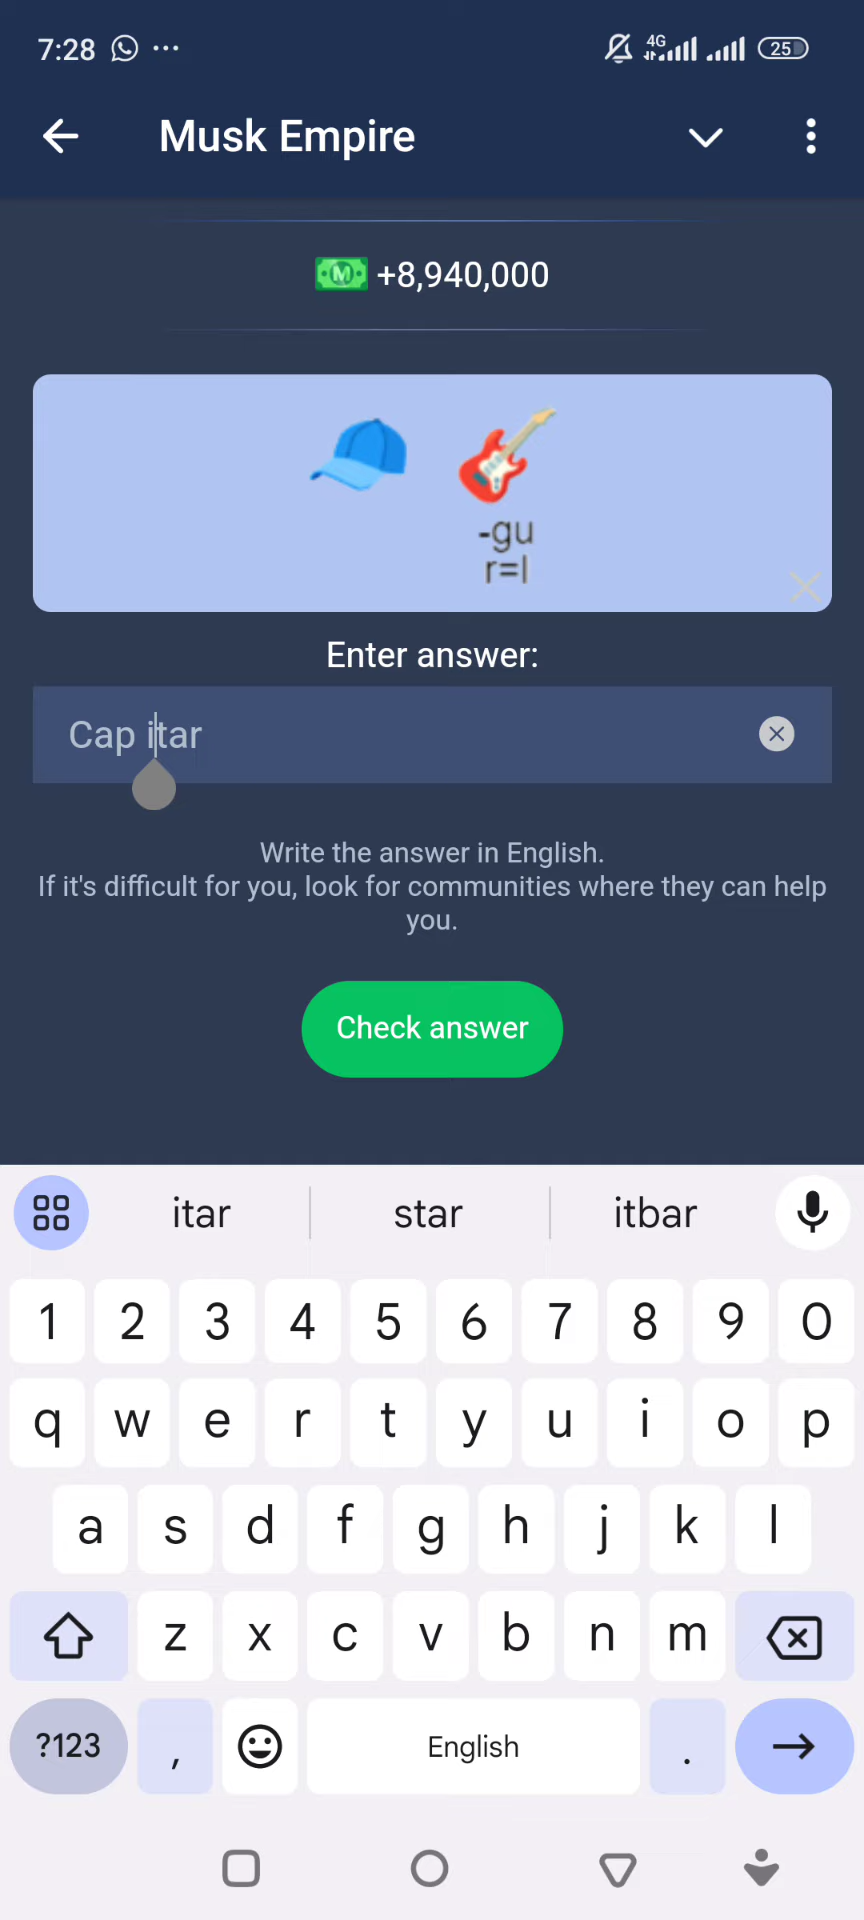 7:28 ... 4G 25
Musk Empire
M +8,940,000
-gu
r=l
Enter answer:
Cap itar
Write the answer in English.
If it's difficult for you, look for communities where they can help
you.
Check answer
itar star itbar
1 2 3 4 5 6 7 8 9 0
q w e r t y u i o p
a s d f g h j k l
z x c v b n m
?123 , English .